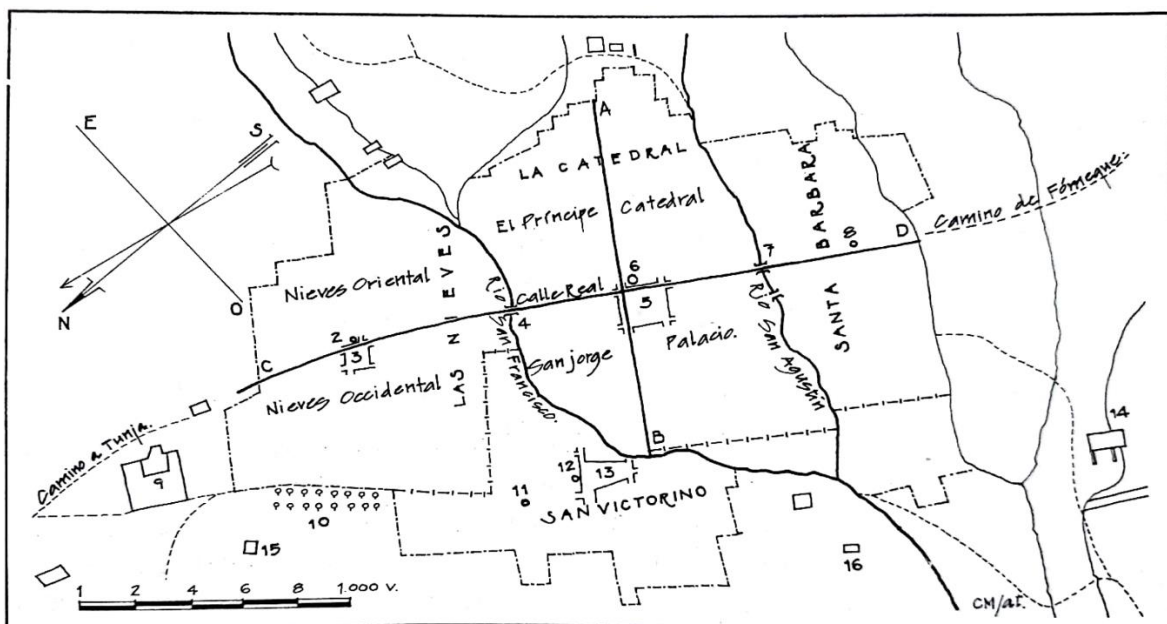 1
E
S
N
O
A
LA CATEDRAL
El Príncipe Catedral
BARBARA
SANTA
Camino de Fómeque.
D
8
7
6
5
Calle Real
4
Río San Francisco.
Río San Agustín
LAS NIEVES
Nieves Oriental
2
3
C
Nieves Occidental
San Jorge
Palacio.
B
Camino a Tunja.
9
10
11
12
13
SAN VICTORINO
14
15
16
1 2 4 6 8 1.000 v.
CM/at.